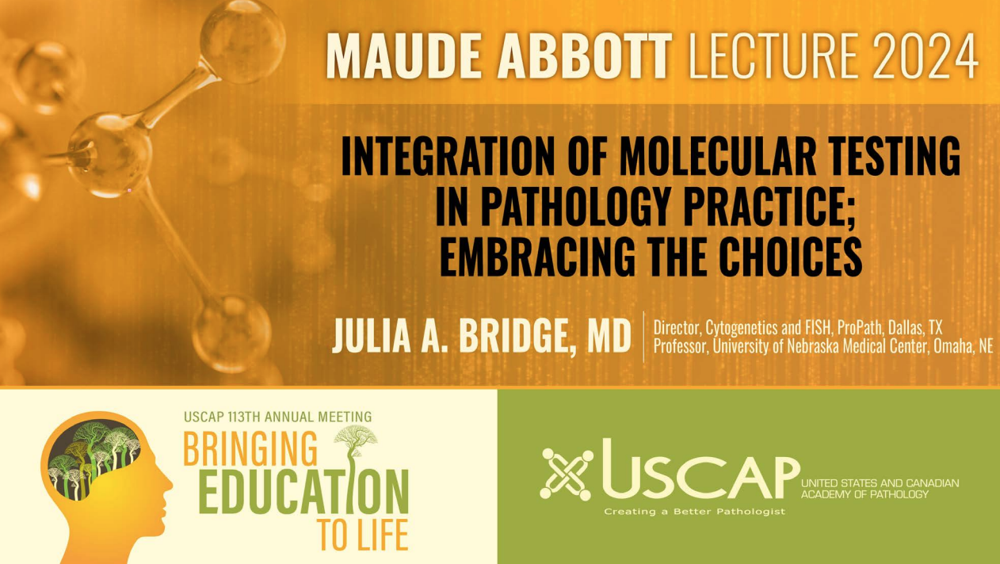 MAUDE ABBOTT LECTURE 2024
INTEGRATION OF MOLECULAR TESTING
IN PATHOLOGY PRACTICE;
EMBRACING THE CHOICES
JULIA A. BRIDGE, MD
Director, Cytogenetics and FISH, ProPath, Dallas, TX
Professor, University of Nebraska Medical Center, Omaha, NE
USCAP 113TH ANNUAL MEETING
BRINGING
EDUCATION
TO LIFE
USCAP
UNITED STATES AND CANADIAN
ACADEMY OF PATHOLOGY
Creating a Better Pathologist